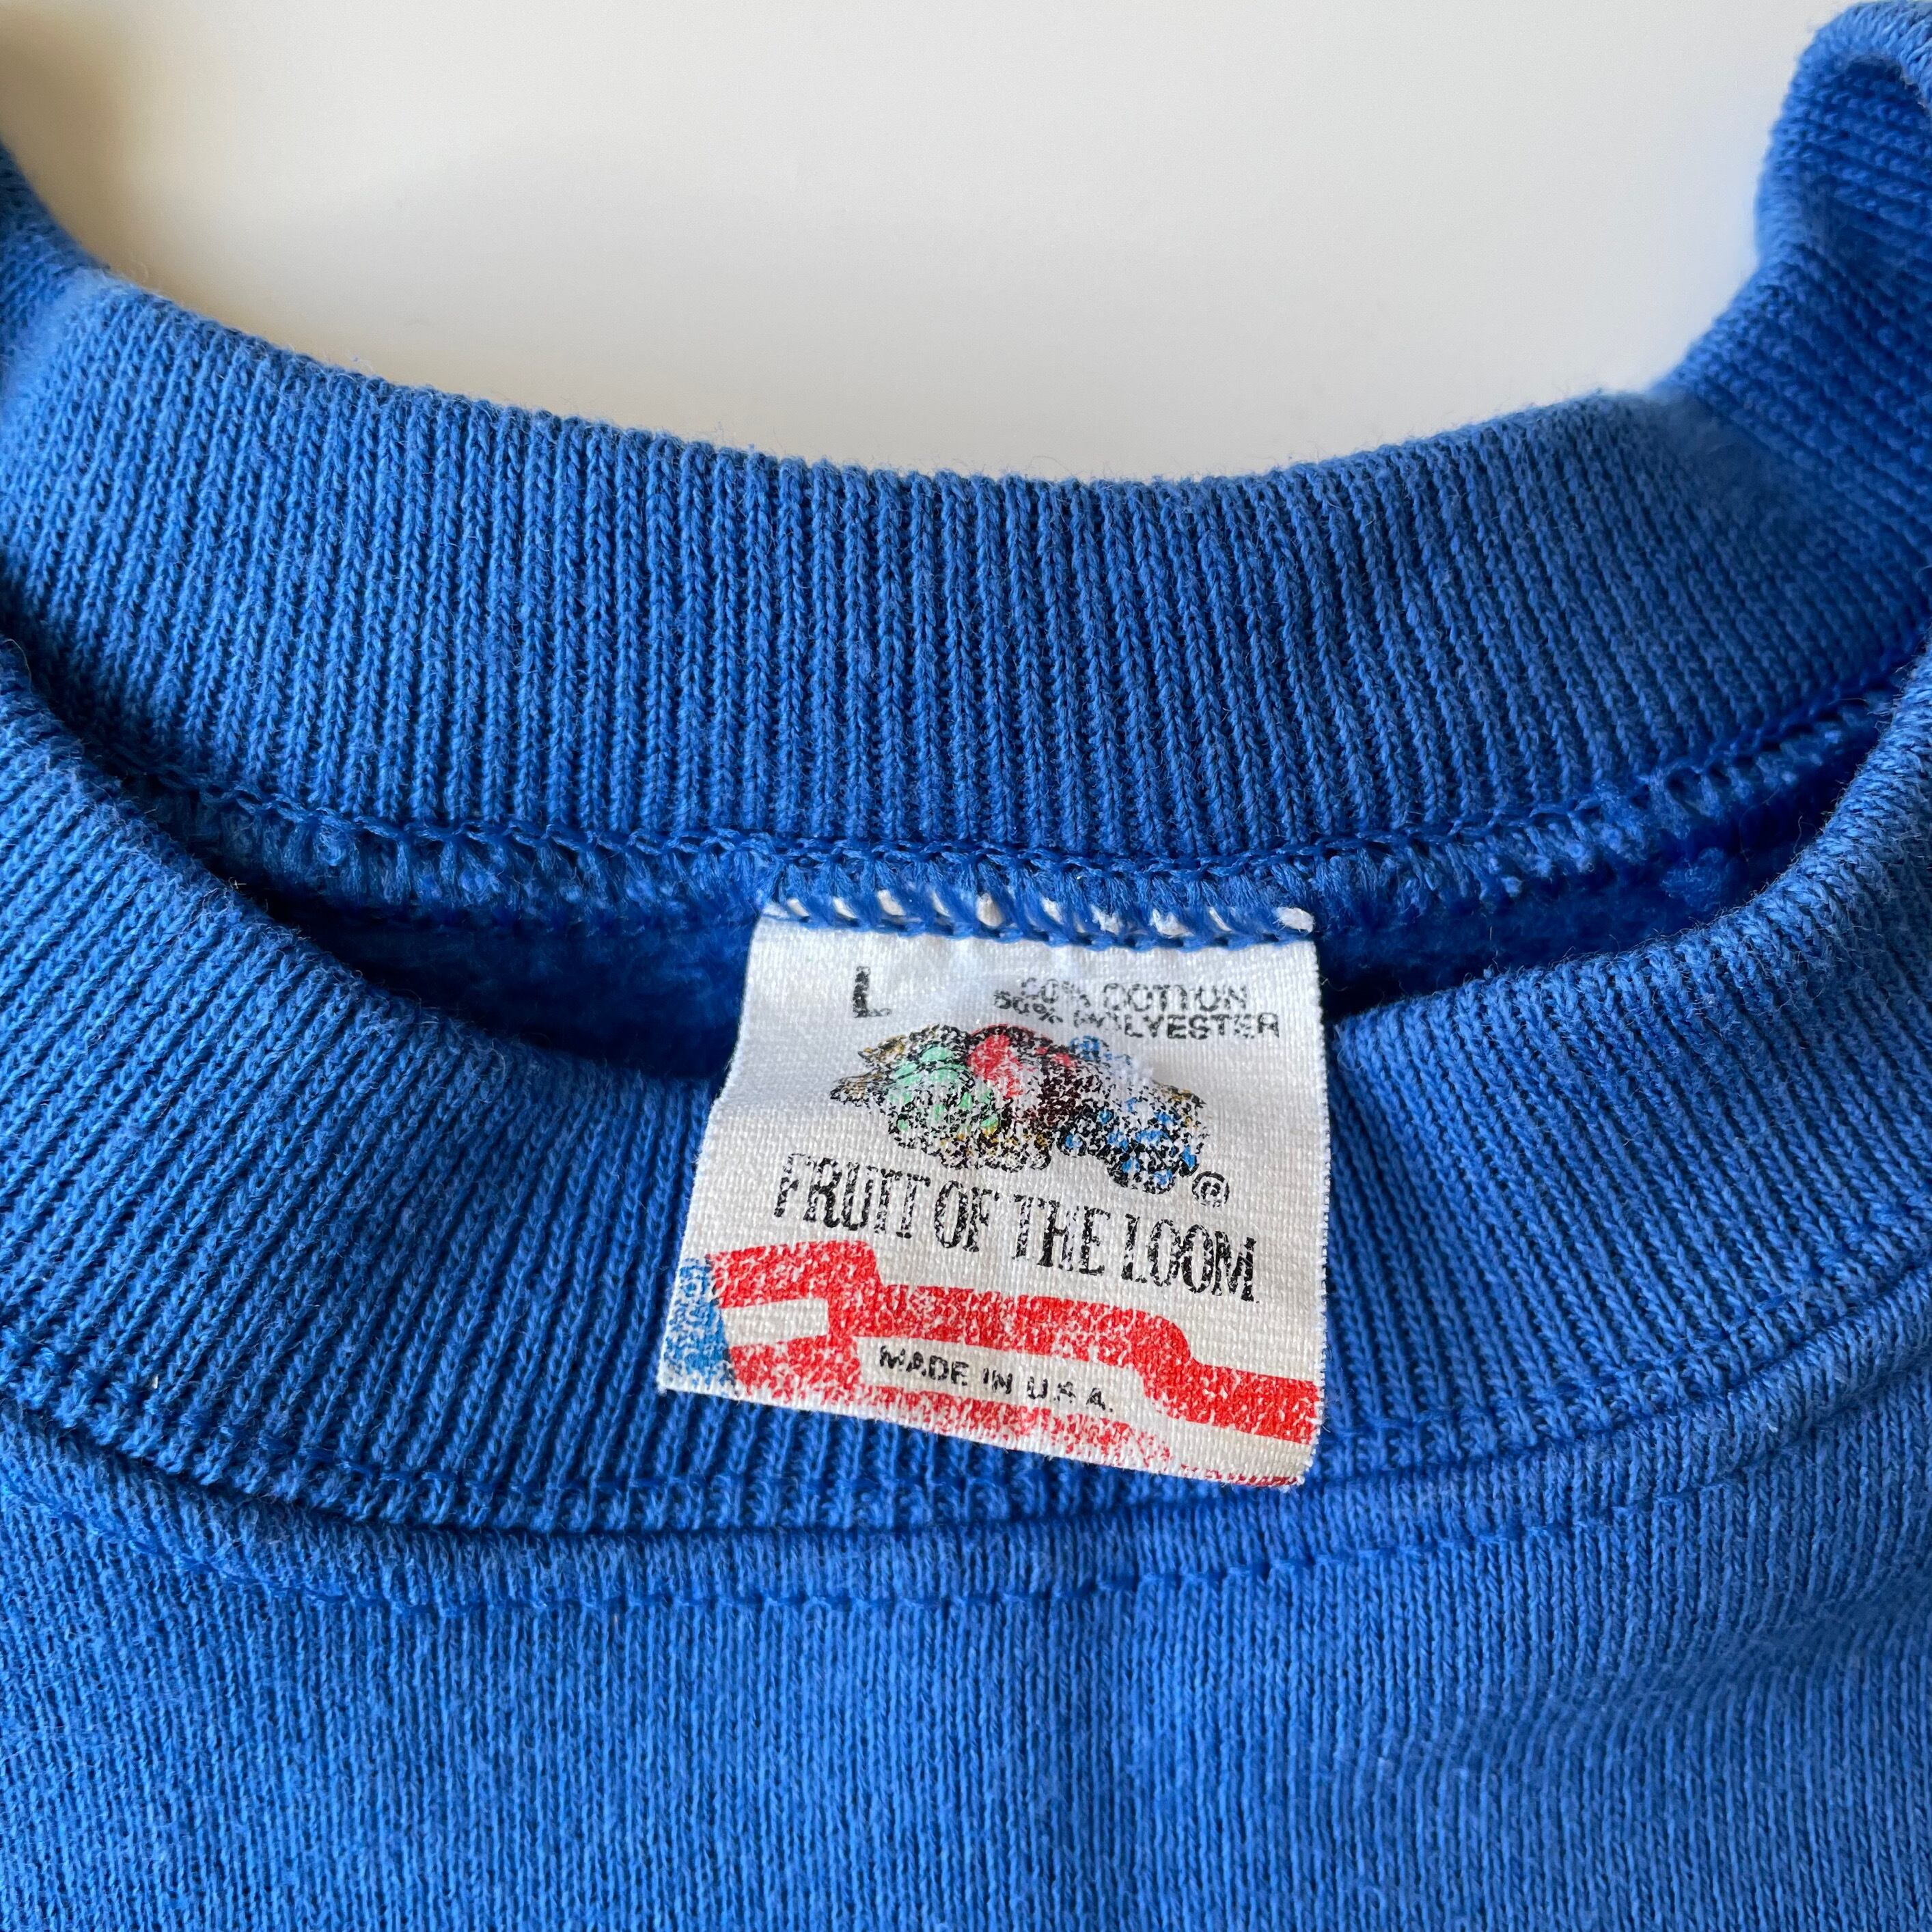 L
50% COTTON
50% POLYESTER
®
FRUIT OF THE LOOM
MADE IN U.S.A.